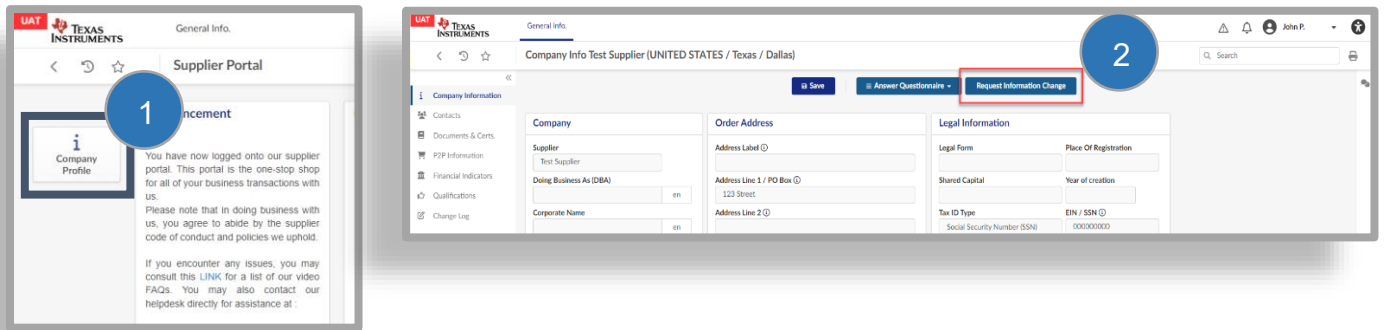 UAT
TEXAS
INSTRUMENTS
General Info.
Supplier Portal
1
ncement
i
Company
Profile
You have now logged onto our supplier
portal. This portal is the one-stop shop
for all of your business transactions with
us.
Please note that in doing business with
us, you agree to abide by the supplier
code of conduct and policies we uphold.
If you encounter any issues, you may
consult this LINK for a list of our video
FAQs. You may also contact our
helpdesk directly for assistance at :
UAT
TEXAS
INSTRUMENTS
General Info.
John P.
2
Company Info Test Supplier (UNITED STATES / Texas / Dallas)
Search
Save
Answer Questionnaire
Request Information Change
i Company Information
Contacts
Documents & Certs.
P2P Information
Financial Indicators
Qualifications
Change Log
Company
Supplier
Test Supplier
Doing Business As (DBA)
en
Corporate Name
en
Order Address
Address Label
Address Line 1 / PO Box
123 Street
Address Line 2
Legal Information
Legal Form
Place Of Registration
Shared Capital
Year of creation
Tax ID Type
EIN / SSN
Social Security Number (SSN)
000000000